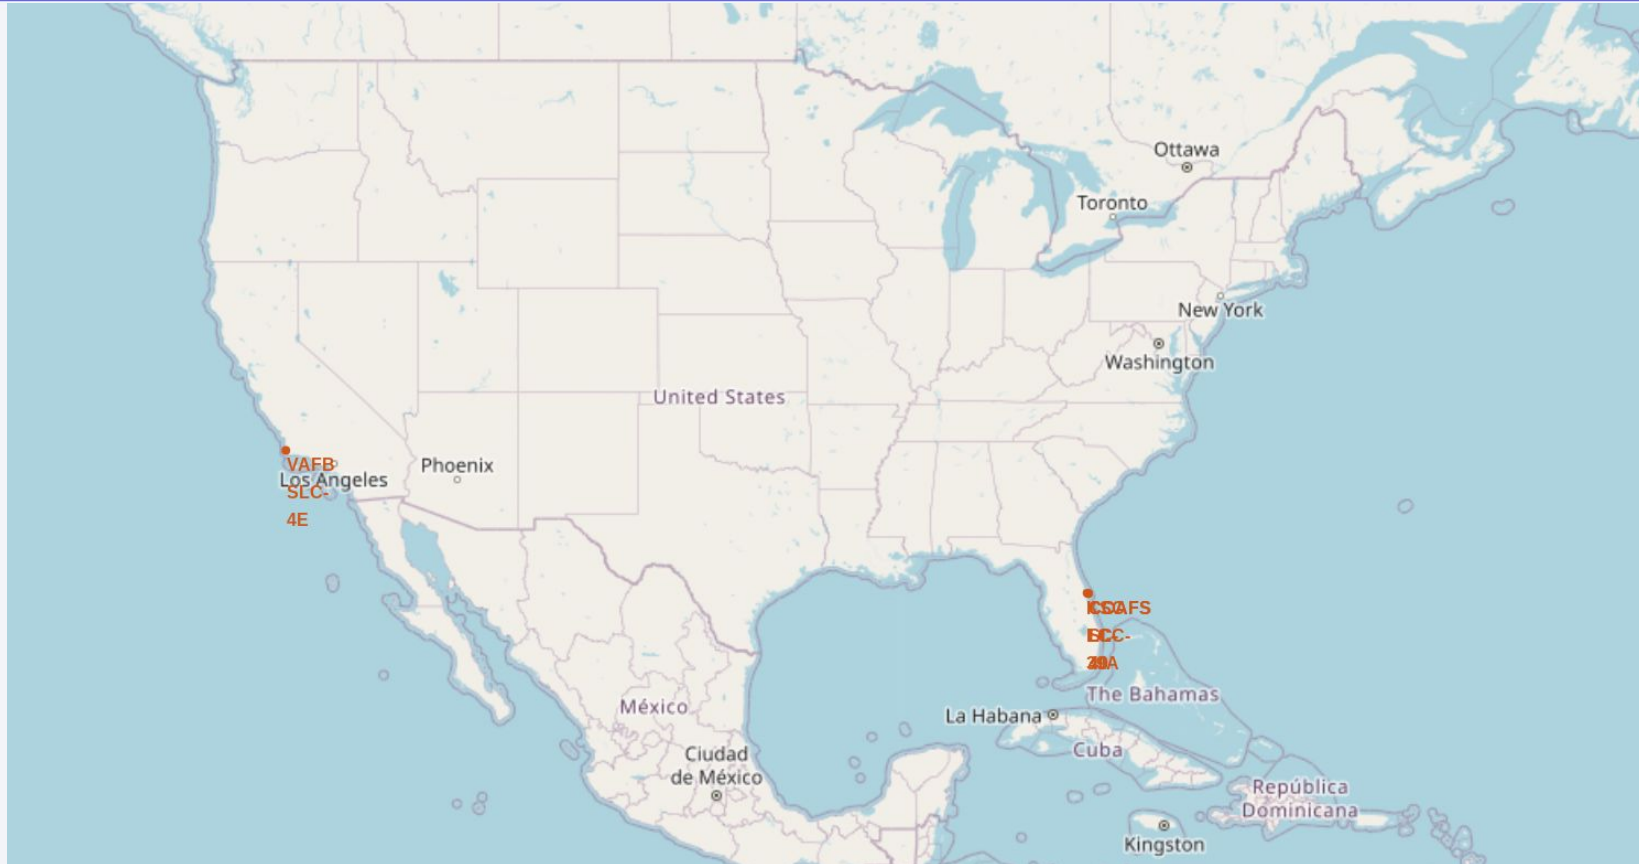 Ottawa
Toronto
New York
Washington
United States
VAFB
Los Angeles
SLC-
4E
Phoenix
The Bahamas
México
La Habana
Cuba
Ciudad
de México
República
Dominicana
Kingston